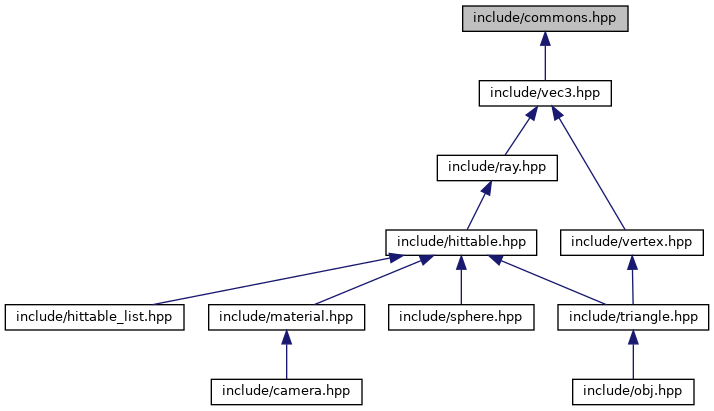 include/commons.hpp
include/vec3.hpp
include/ray.hpp
include/hittable.hpp
include/vertex.hpp
include/hittable_list.hpp
include/material.hpp
include/sphere.hpp
include/triangle.hpp
include/camera.hpp
include/obj.hpp